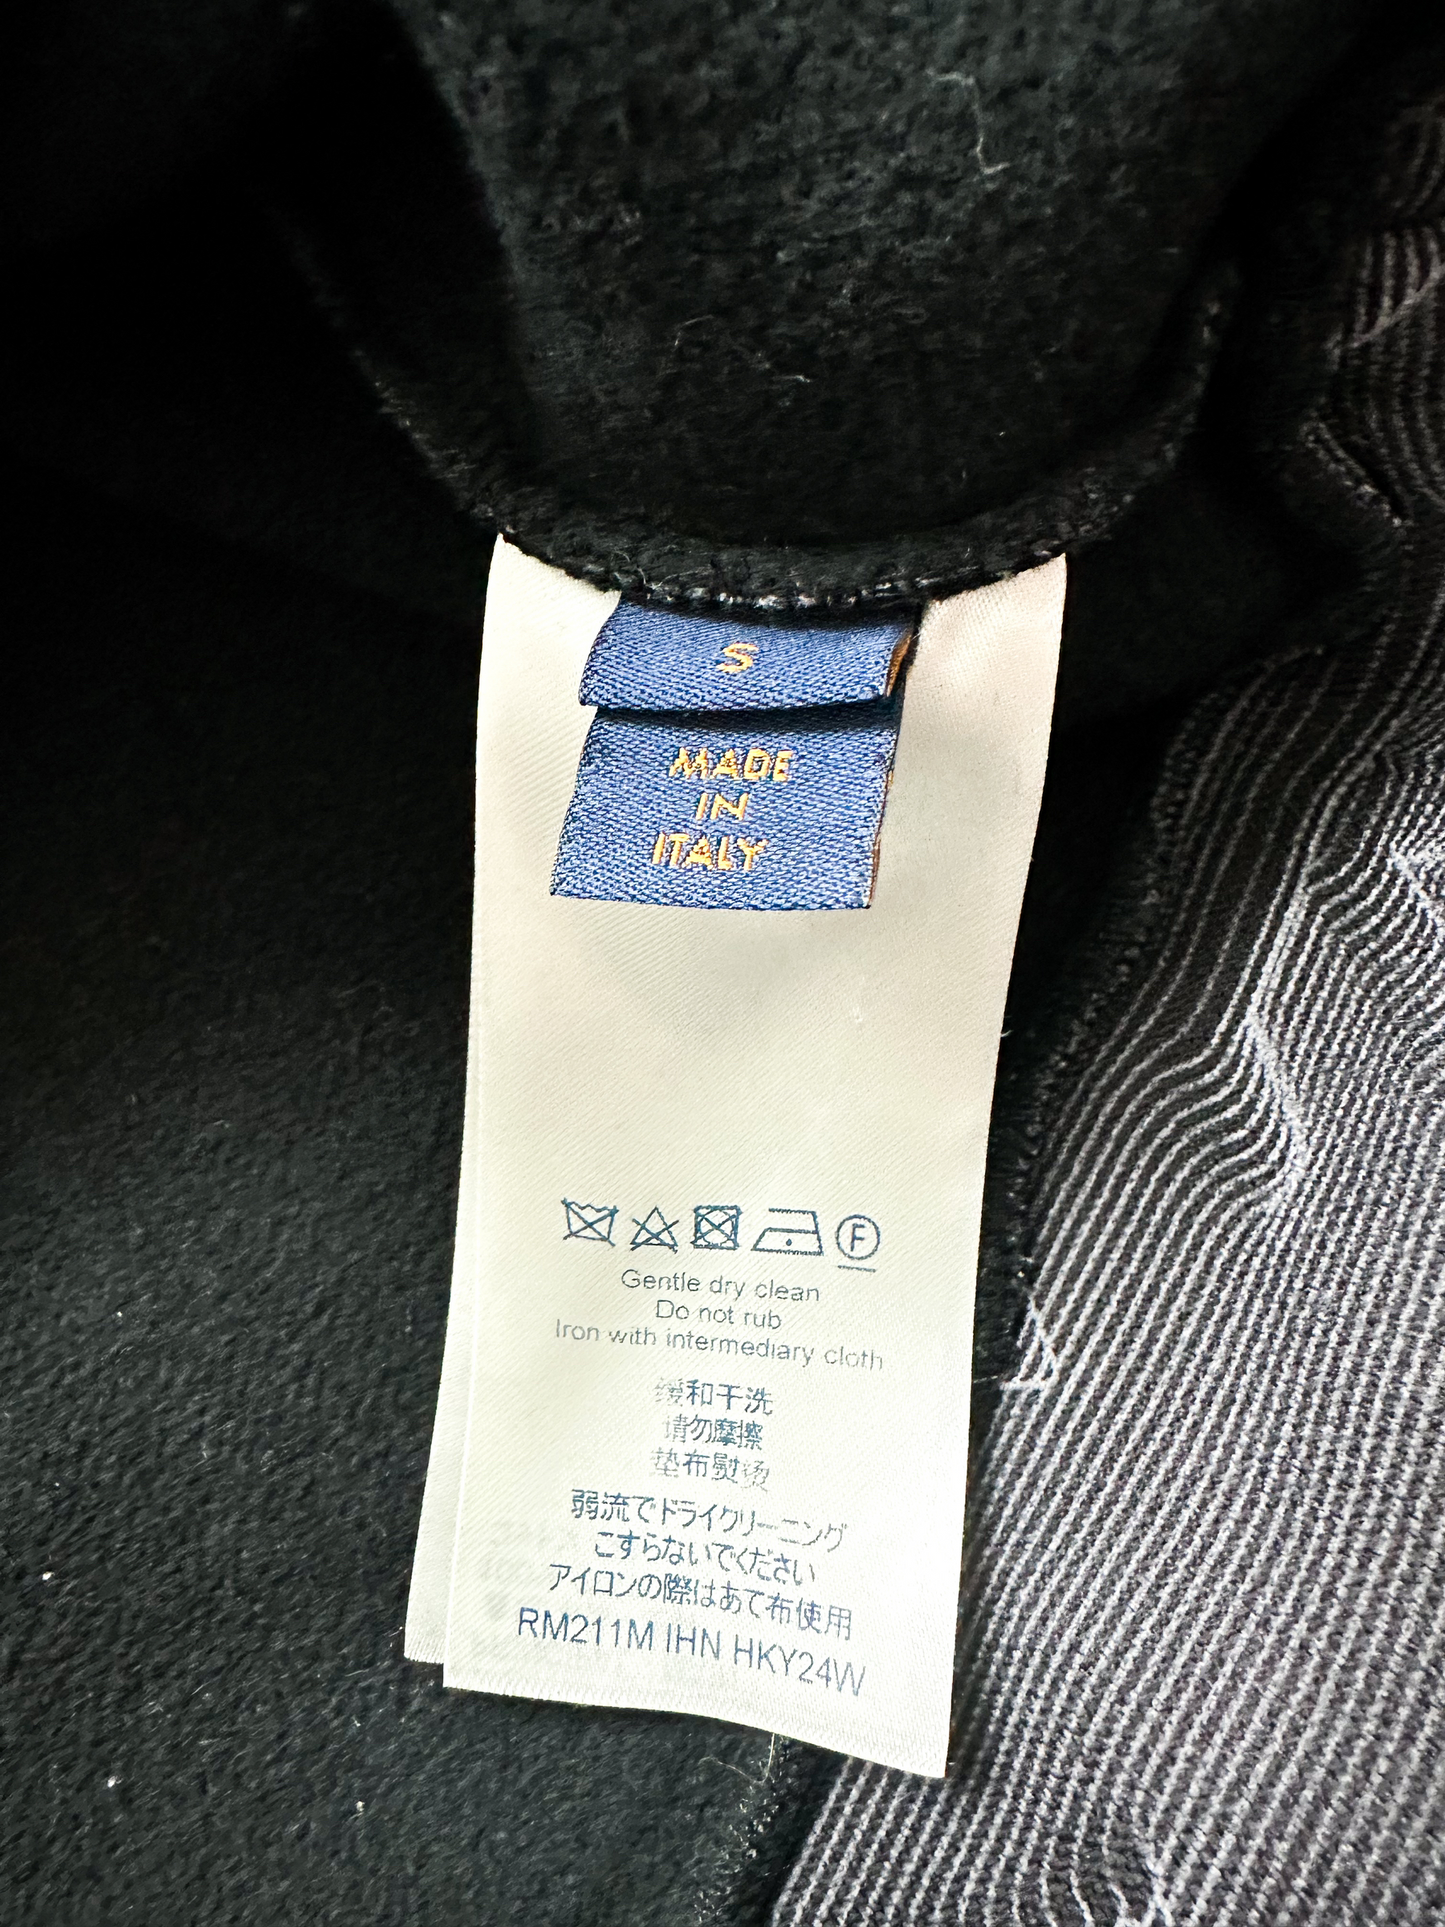 S
MADE
IN
ITALY
F
Gentle dry clean
Do not rub
Iron with intermediary cloth
缓和干洗
请勿摩擦
垫布熨烫
弱流でドライクリーニング
こすらないでください
アイロンの際はあて布使用
RM211M IHN HKY24W